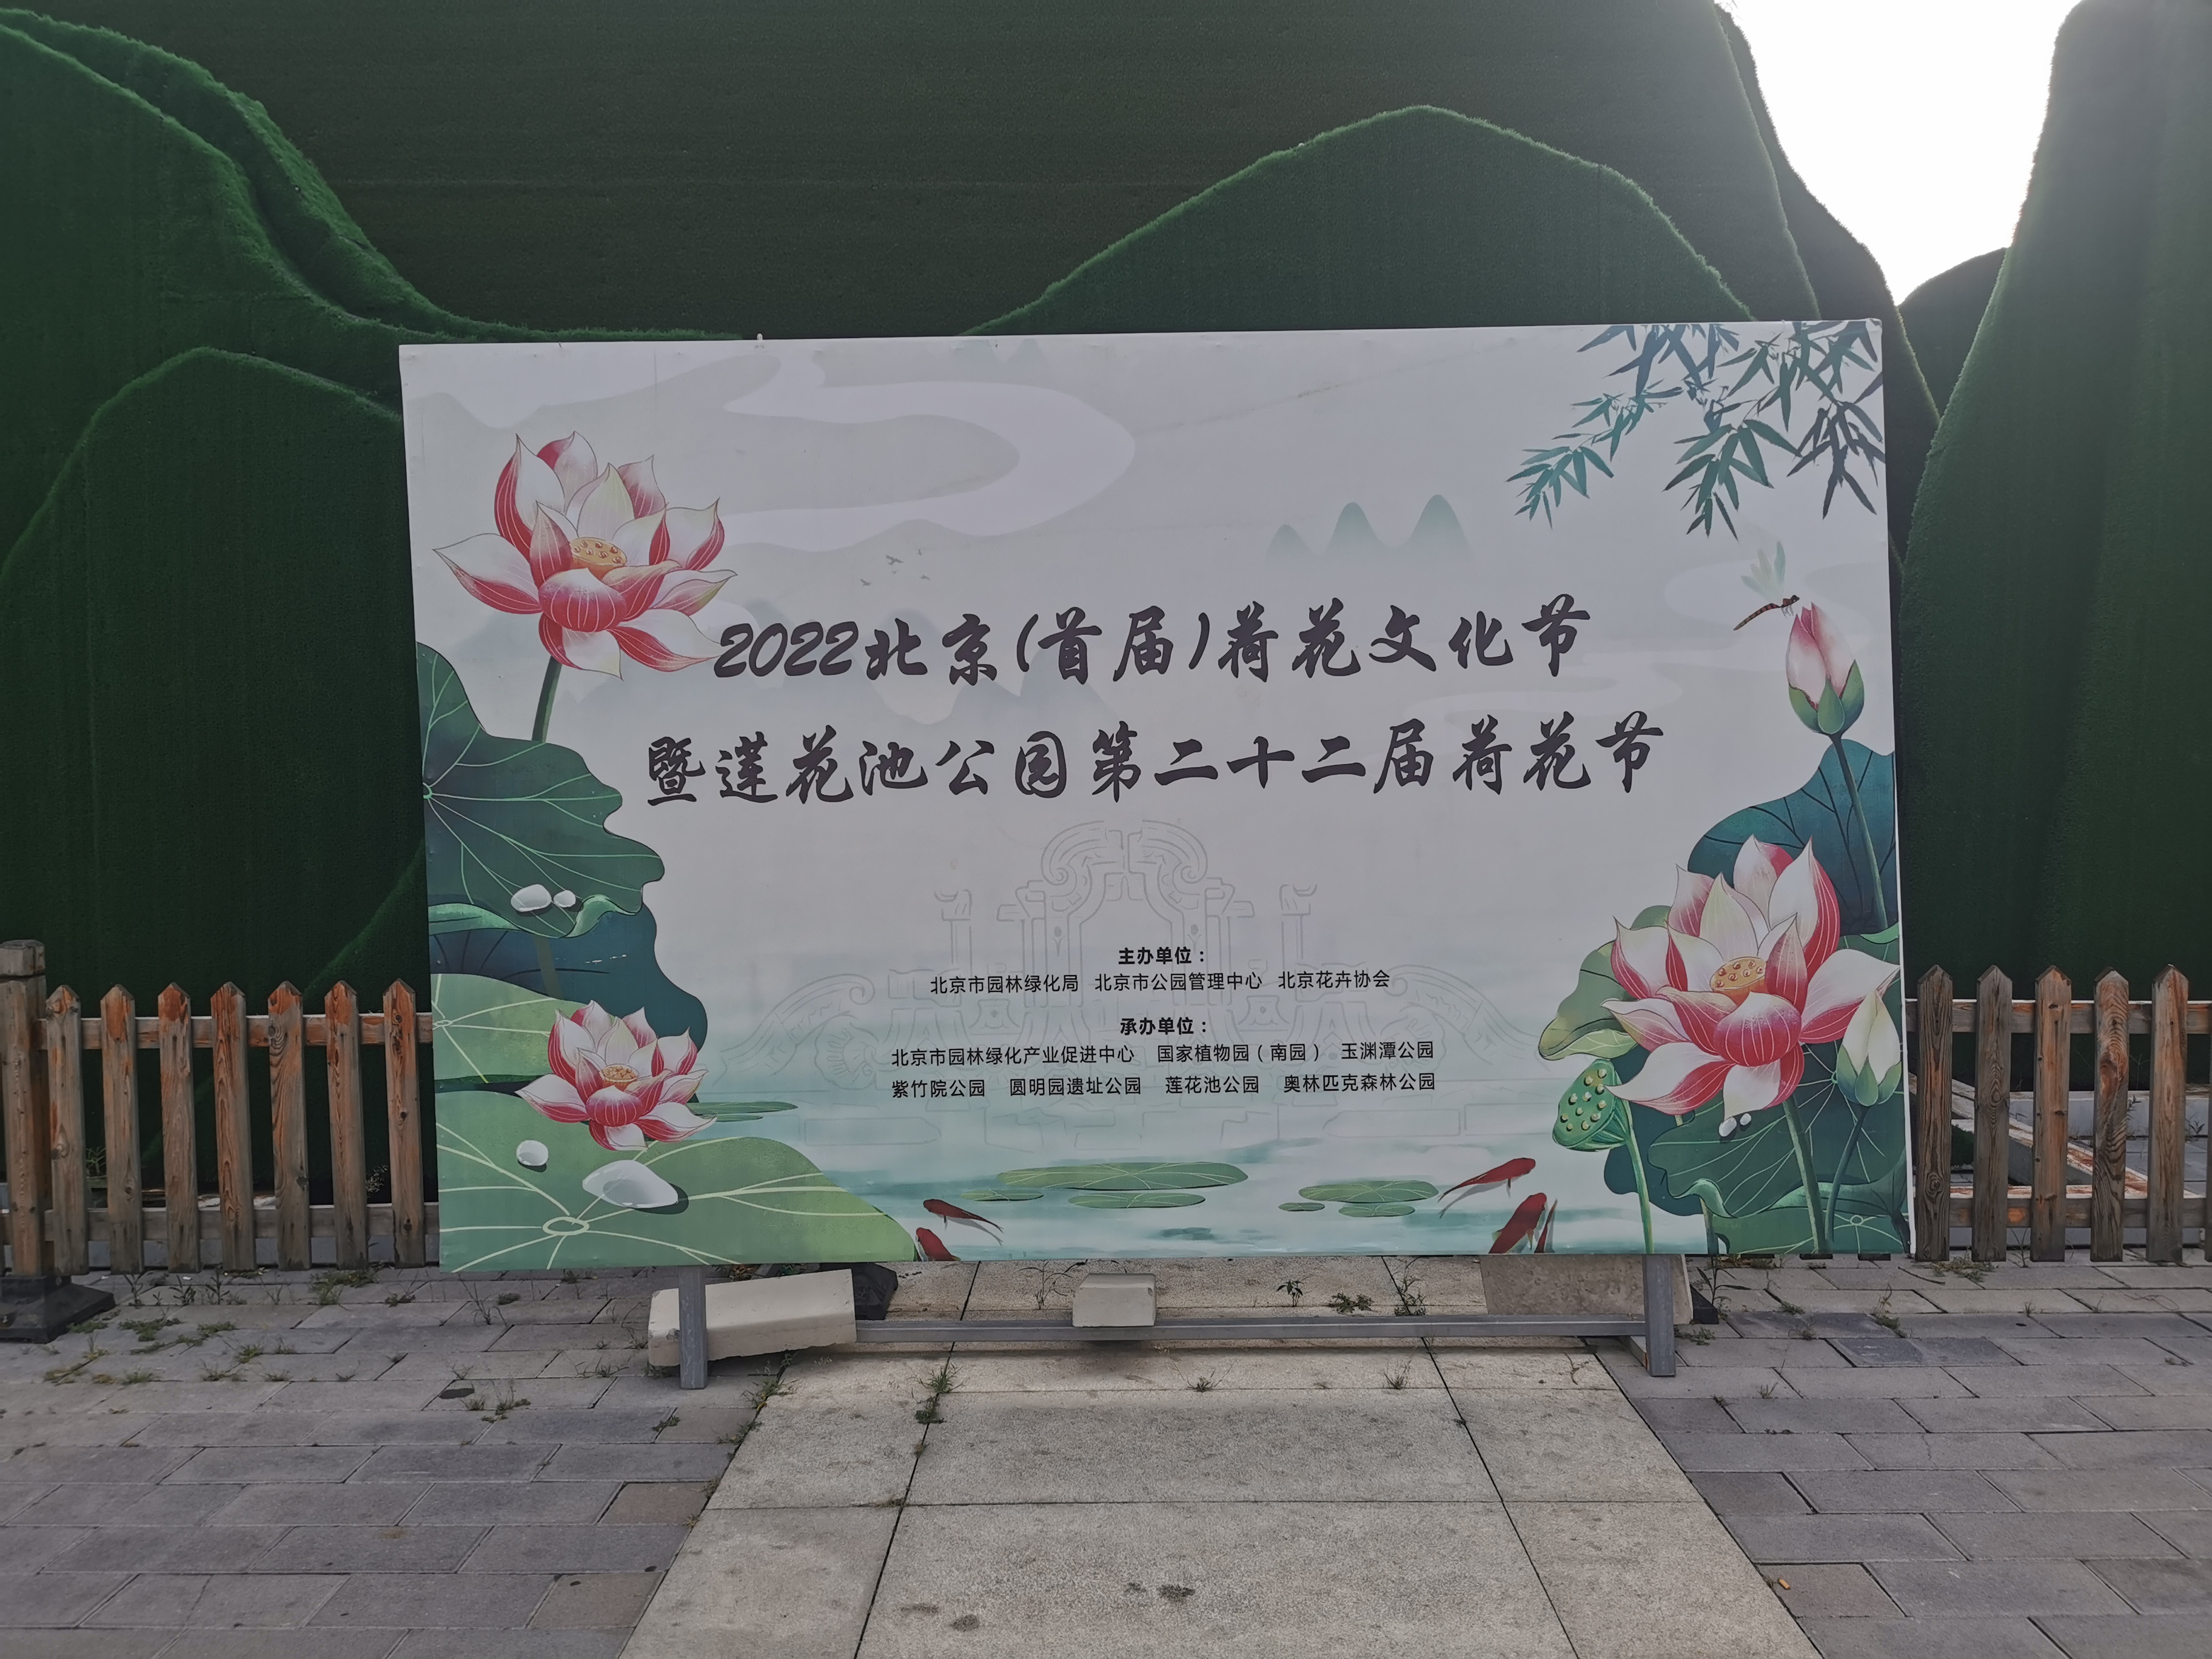 2022北京(首届)荷花文化节
暨莲花池公园第二十二届荷花节
主办单位：
北京市园林绿化局 北京市公园管理中心 北京花卉协会
承办单位：
北京市园林绿化产业促进中心 国家植物园（南园） 玉渊潭公园
紫竹院公园 圆明园遗址公园 莲花池公园 奥林匹克森林公园